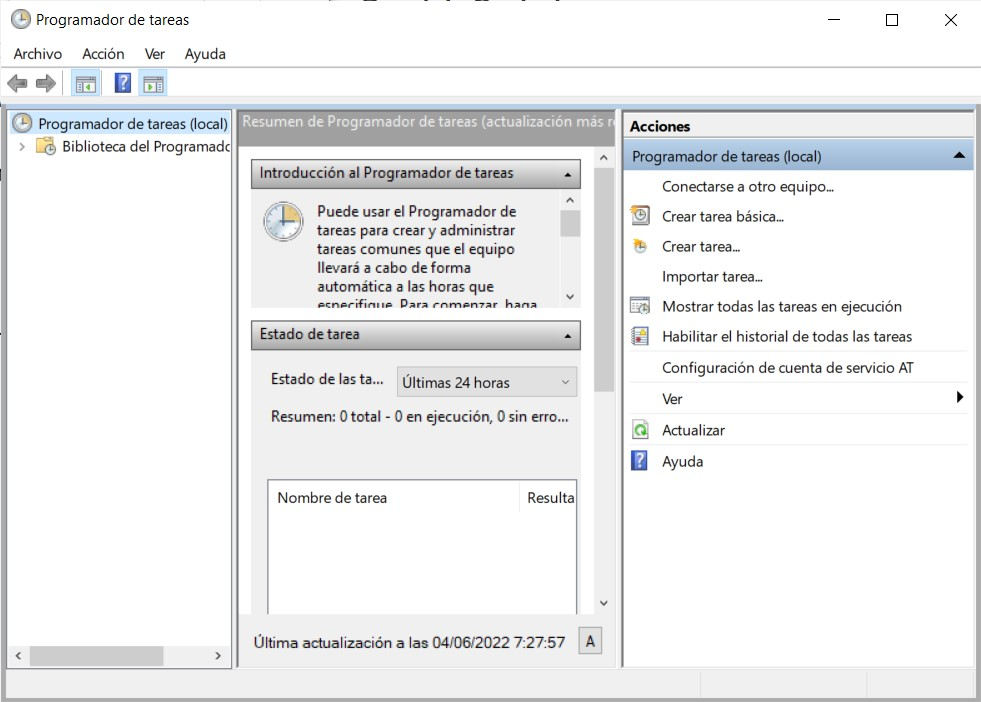 Programador de tareas
Archivo Acción Ver Ayuda
Programador de tareas (local)
Biblioteca del Programado
Resumen de Programador de tareas (actualización más r
Introducción al Programador de tareas
Puede usar el Programador de
tareas para crear y administrar
tareas comunes que el equipo
llevará a cabo de forma
automática a las horas que
especifique. Para comenzar, haga
Estado de tarea
Estado de las ta... Últimas 24 horas
Resumen: 0 total - 0 en ejecución, 0 sin erro...
Nombre de tarea Resulta
Última actualización a las 04/06/2022 7:27:57 A
Acciones
Programador de tareas (local)
Conectarse a otro equipo...
Crear tarea básica...
Crear tarea...
Importar tarea...
Mostrar todas las tareas en ejecución
Habilitar el historial de todas las tareas
Configuración de cuenta de servicio AT
Ver
Actualizar
Ayuda